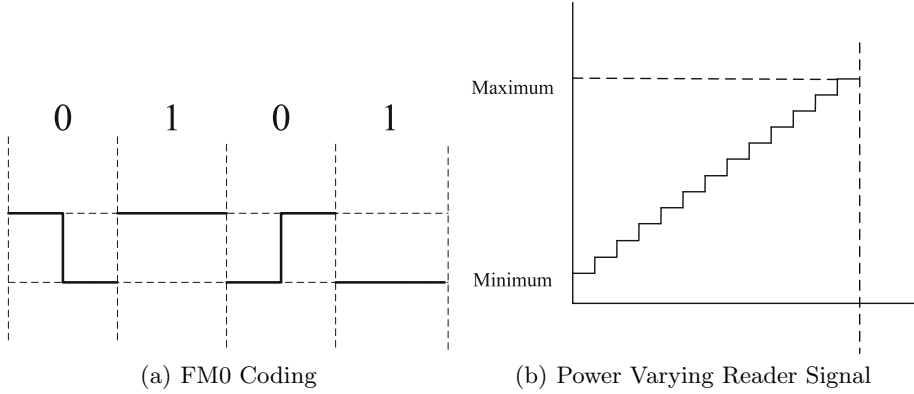 0 1 0 1
Maximum
Minimum
(a) FM0 Coding
(b) Power Varying Reader Signal